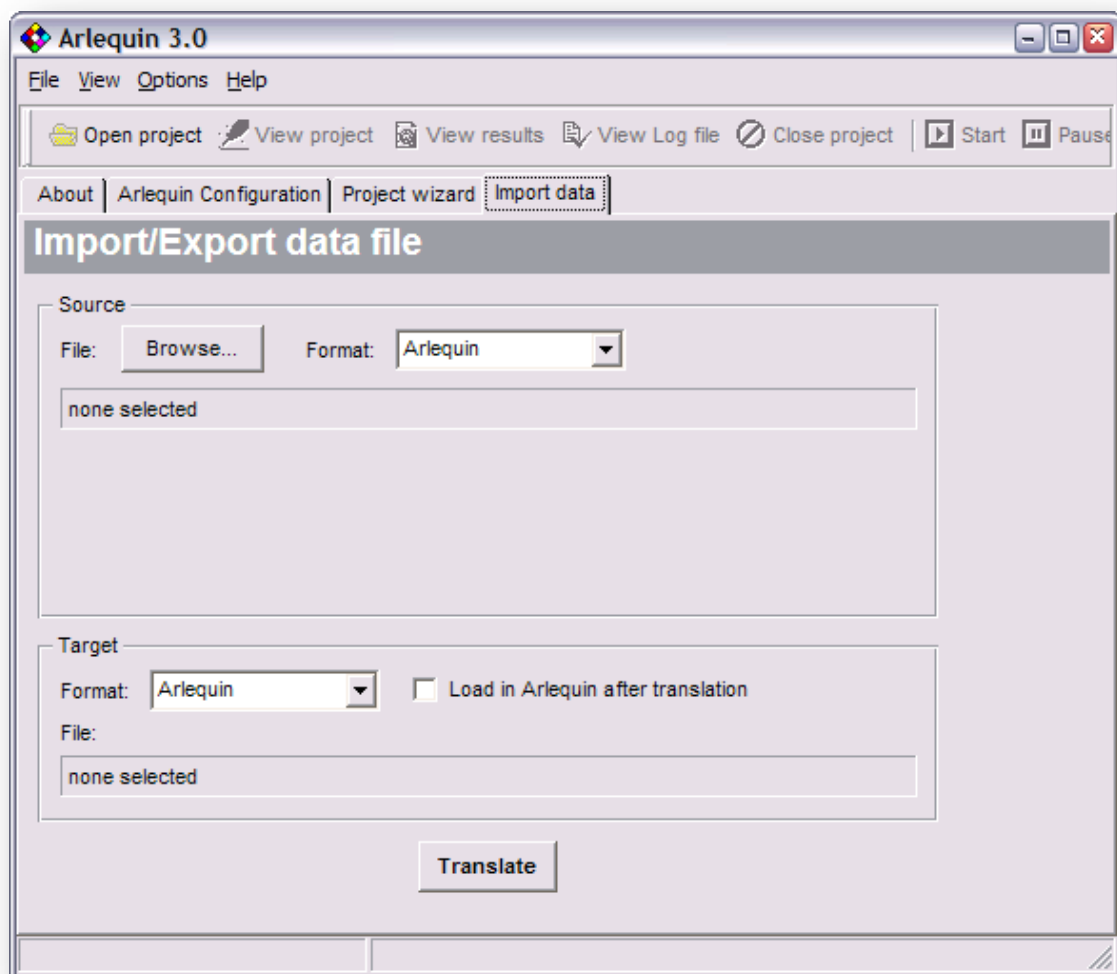 Arlequin 3.0
File View Options Help
Open project View project View results View Log file Close project Start Pause
About Arlequin Configuration Project wizard Import data
Import/Export data file
Source
File: Browse... Format: Arlequin
none selected
Target
Format: Arlequin Load in Arlequin after translation
File:
none selected
Translate